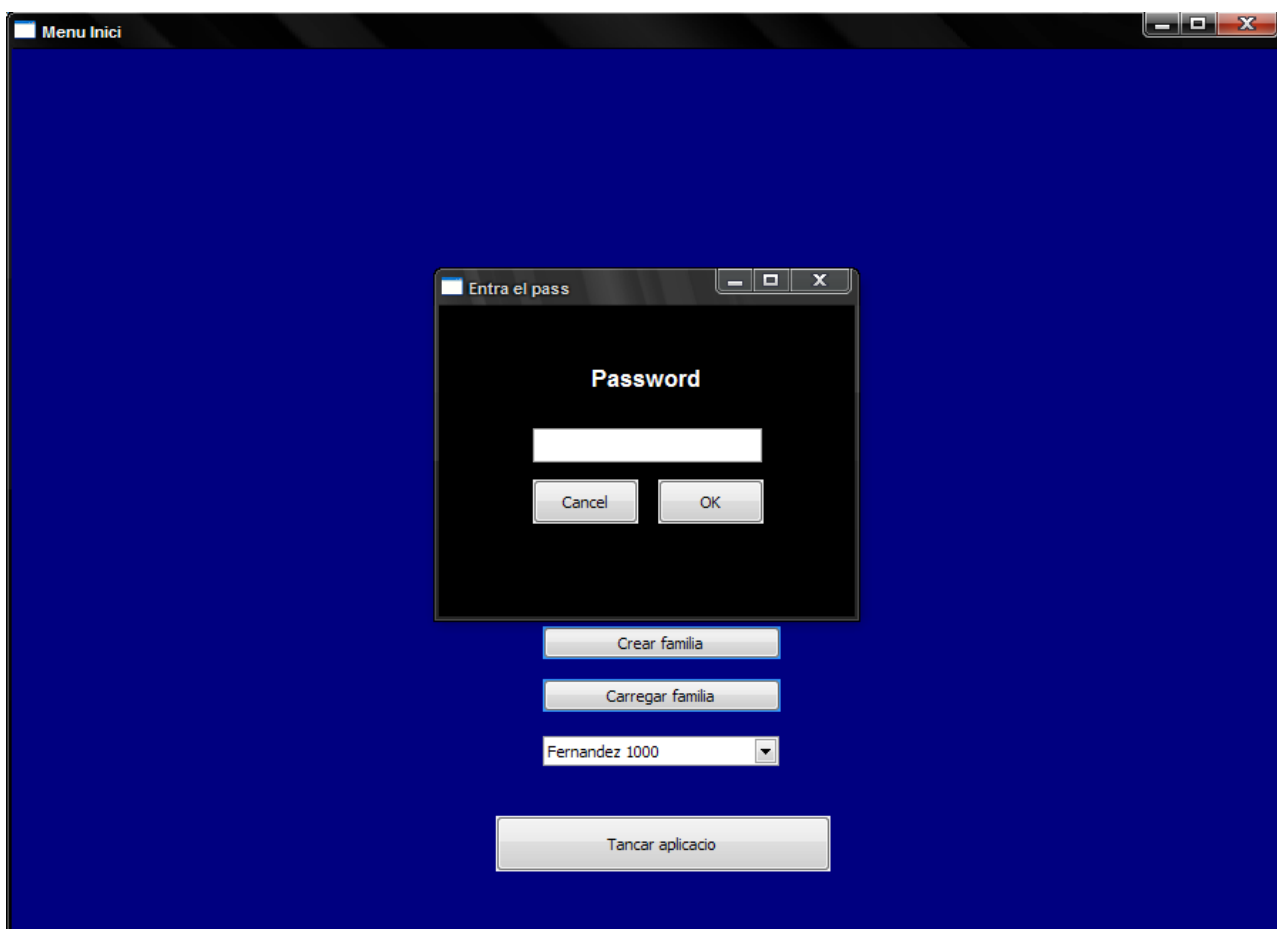 Menu Inici
Entra el pass
Password
Cancel OK
Crear familia
Carregar familia
Fernandez 1000
Tancar aplicacio